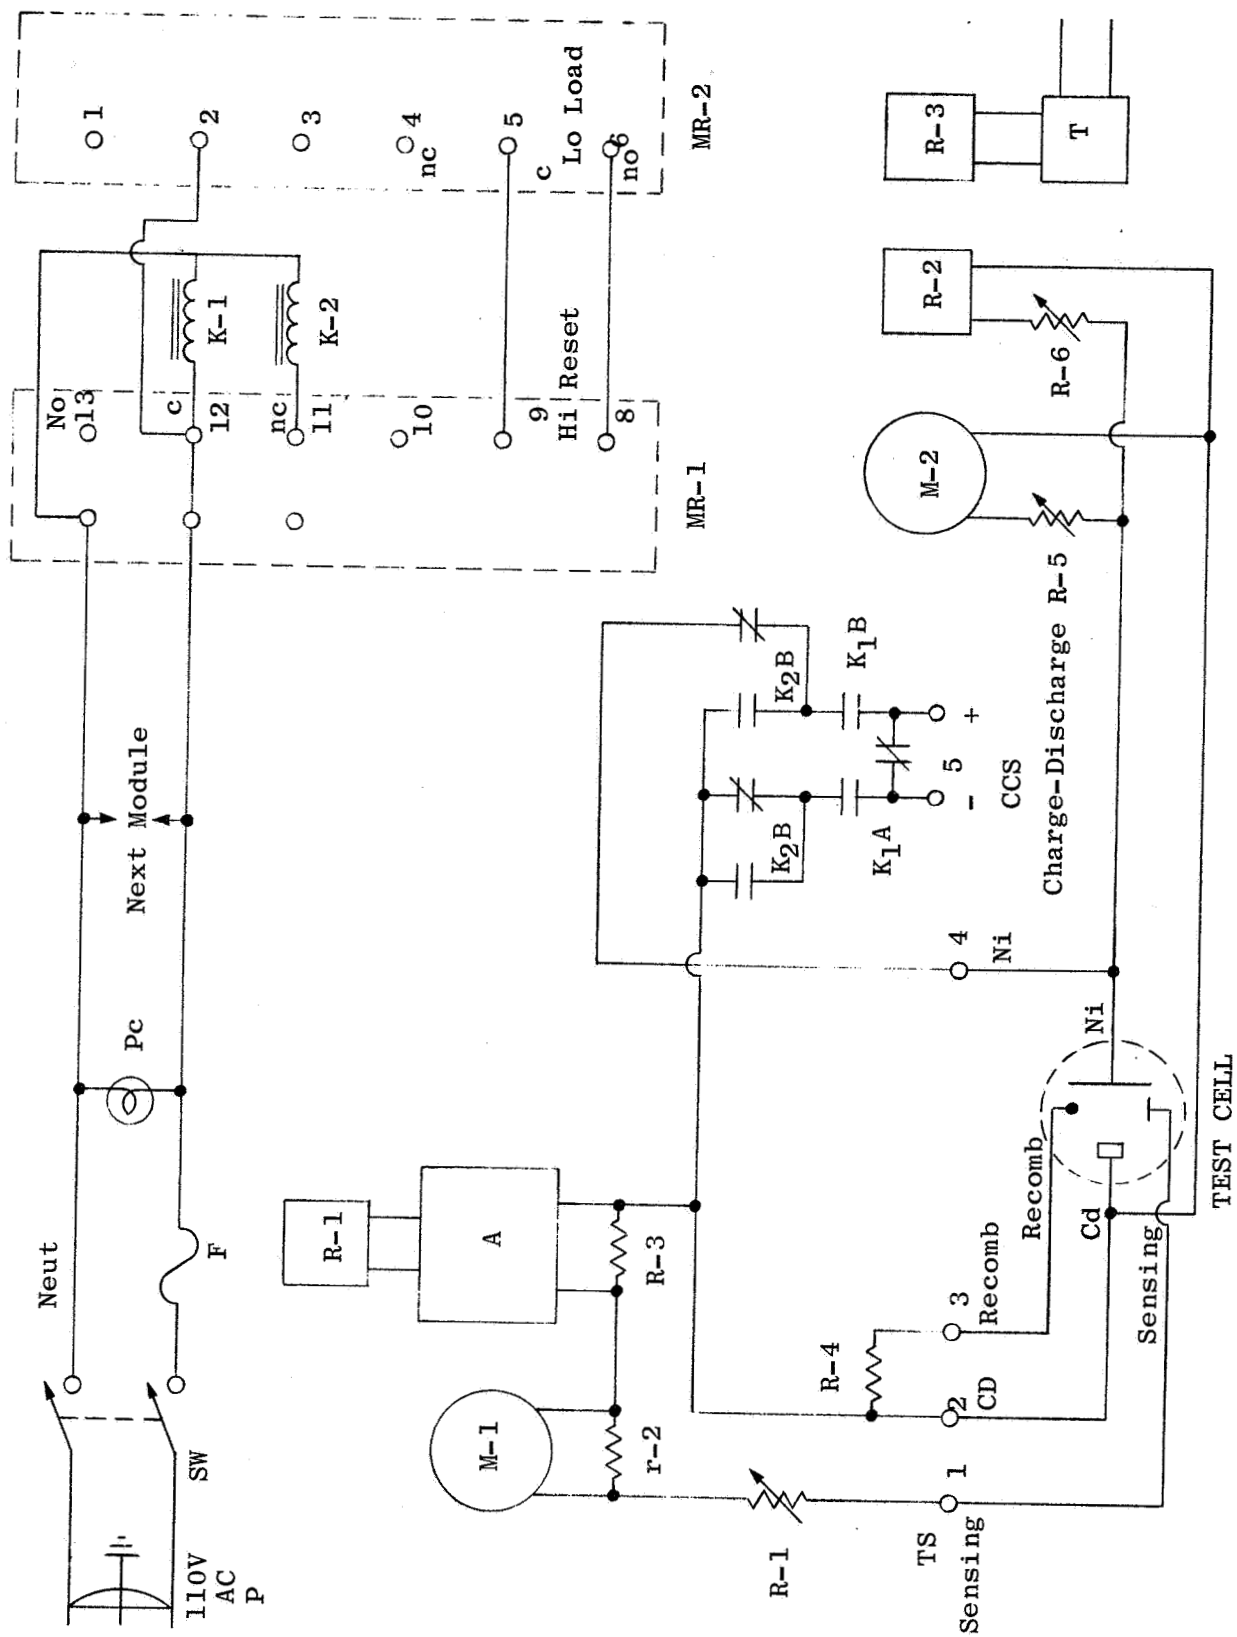 110V
AC
P
SW
Neut
F
Pc
Next Module
MR-1
No
13
c
12
nc
11
10
9
Hi Reset
8
K-1
K-2
MR-2
1
2
3
4
nc
5
c
Lo Load
6
no
M-1
r-2
R-1
A
R-3
R-1
TS
Sensing
1
2
CD
R-4
3
Recomb
4
Ni
K2B
K1A
K2B
K1B
-
5
+
CCS
Charge-Discharge R-5
M-2
R-6
R-2
R-3
T
Recomb
Cd
Sensing
Ni
TEST CELL